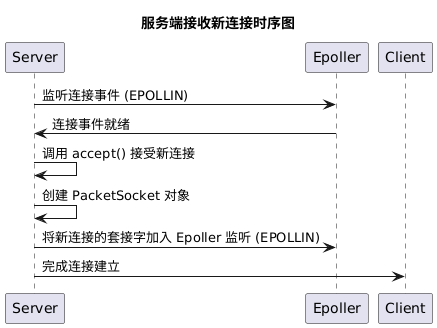 服务端接收新连接时序图
Server Epoller Client
监听连接事件 (EPOLLIN)
连接事件就绪
调用 accept() 接受新连接
创建 PacketSocket 对象
将新连接的套接字加入 Epoller 监听 (EPOLLIN)
完成连接建立
Server Epoller Client